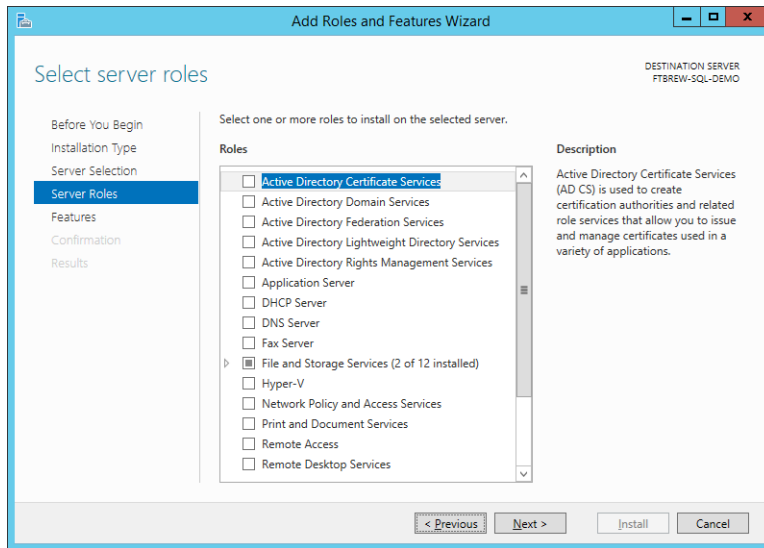 Add Roles and Features Wizard
Select server roles
DESTINATION SERVER
FTBREW-SQL-DEMO
Before You Begin
Installation Type
Server Selection
Server Roles
Features
Confirmation
Results
Select one or more roles to install on the selected server.
Roles
Active Directory Certificate Services
Active Directory Domain Services
Active Directory Federation Services
Active Directory Lightweight Directory Services
Active Directory Rights Management Services
Application Server
DHCP Server
DNS Server
Fax Server
File and Storage Services (2 of 12 installed)
Hyper-V
Network Policy and Access Services
Print and Document Services
Remote Access
Remote Desktop Services
Description
Active Directory Certificate Services
(AD CS) is used to create
certification authorities and related
role services that allow you to issue
and manage certificates used in a
variety of applications.
< Previous
Next >
Install
Cancel